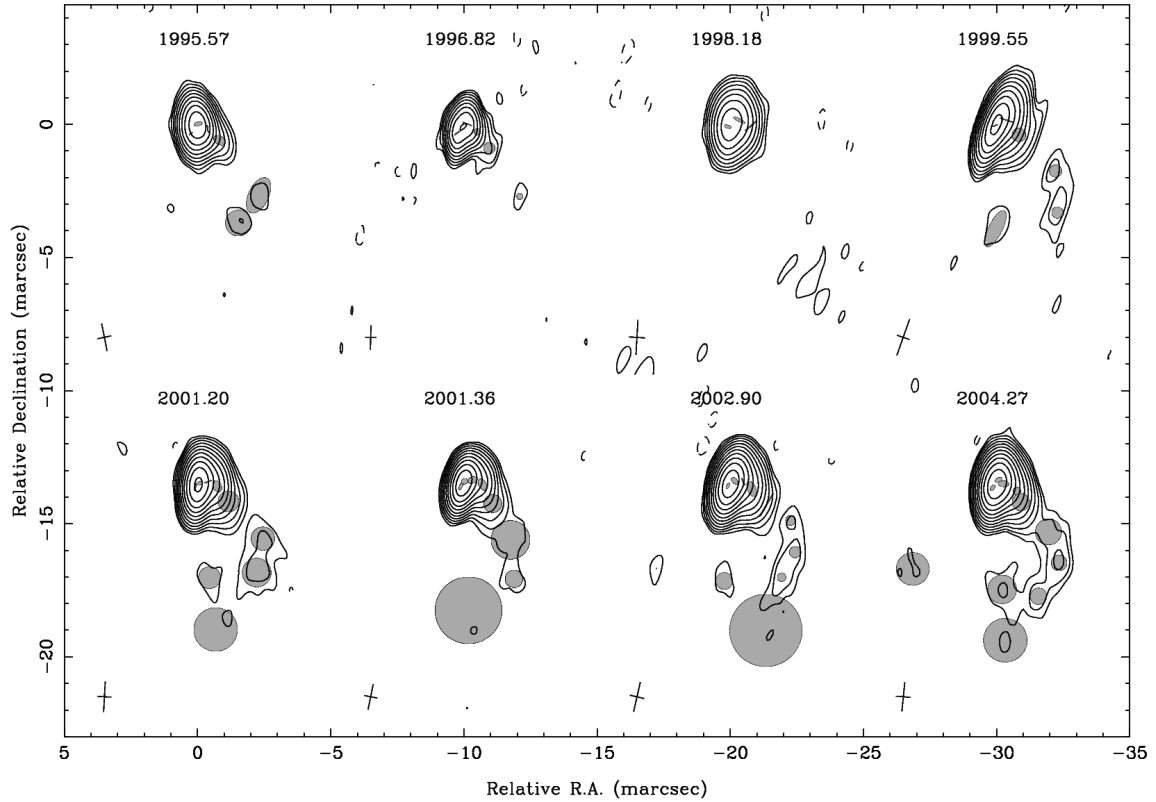 1995.57 1996.82 1998.18 1999.55
0
−5
−10
2001.20 2001.36 2002.90 2004.27
−15
−20
5 0 −5 −10 −15 −20 −25 −30 −35
Relative Declination (marcsec)
Relative R.A. (marcsec)